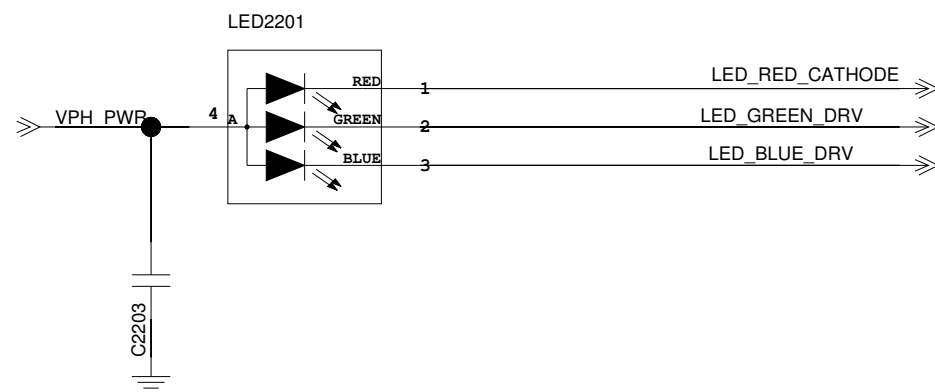 LED2201
RED 1 LED_RED_CATHODE
VPH_PWR 4 A GREEN 2 LED_GREEN_DRV
BLUE 3 LED_BLUE_DRV
C2203